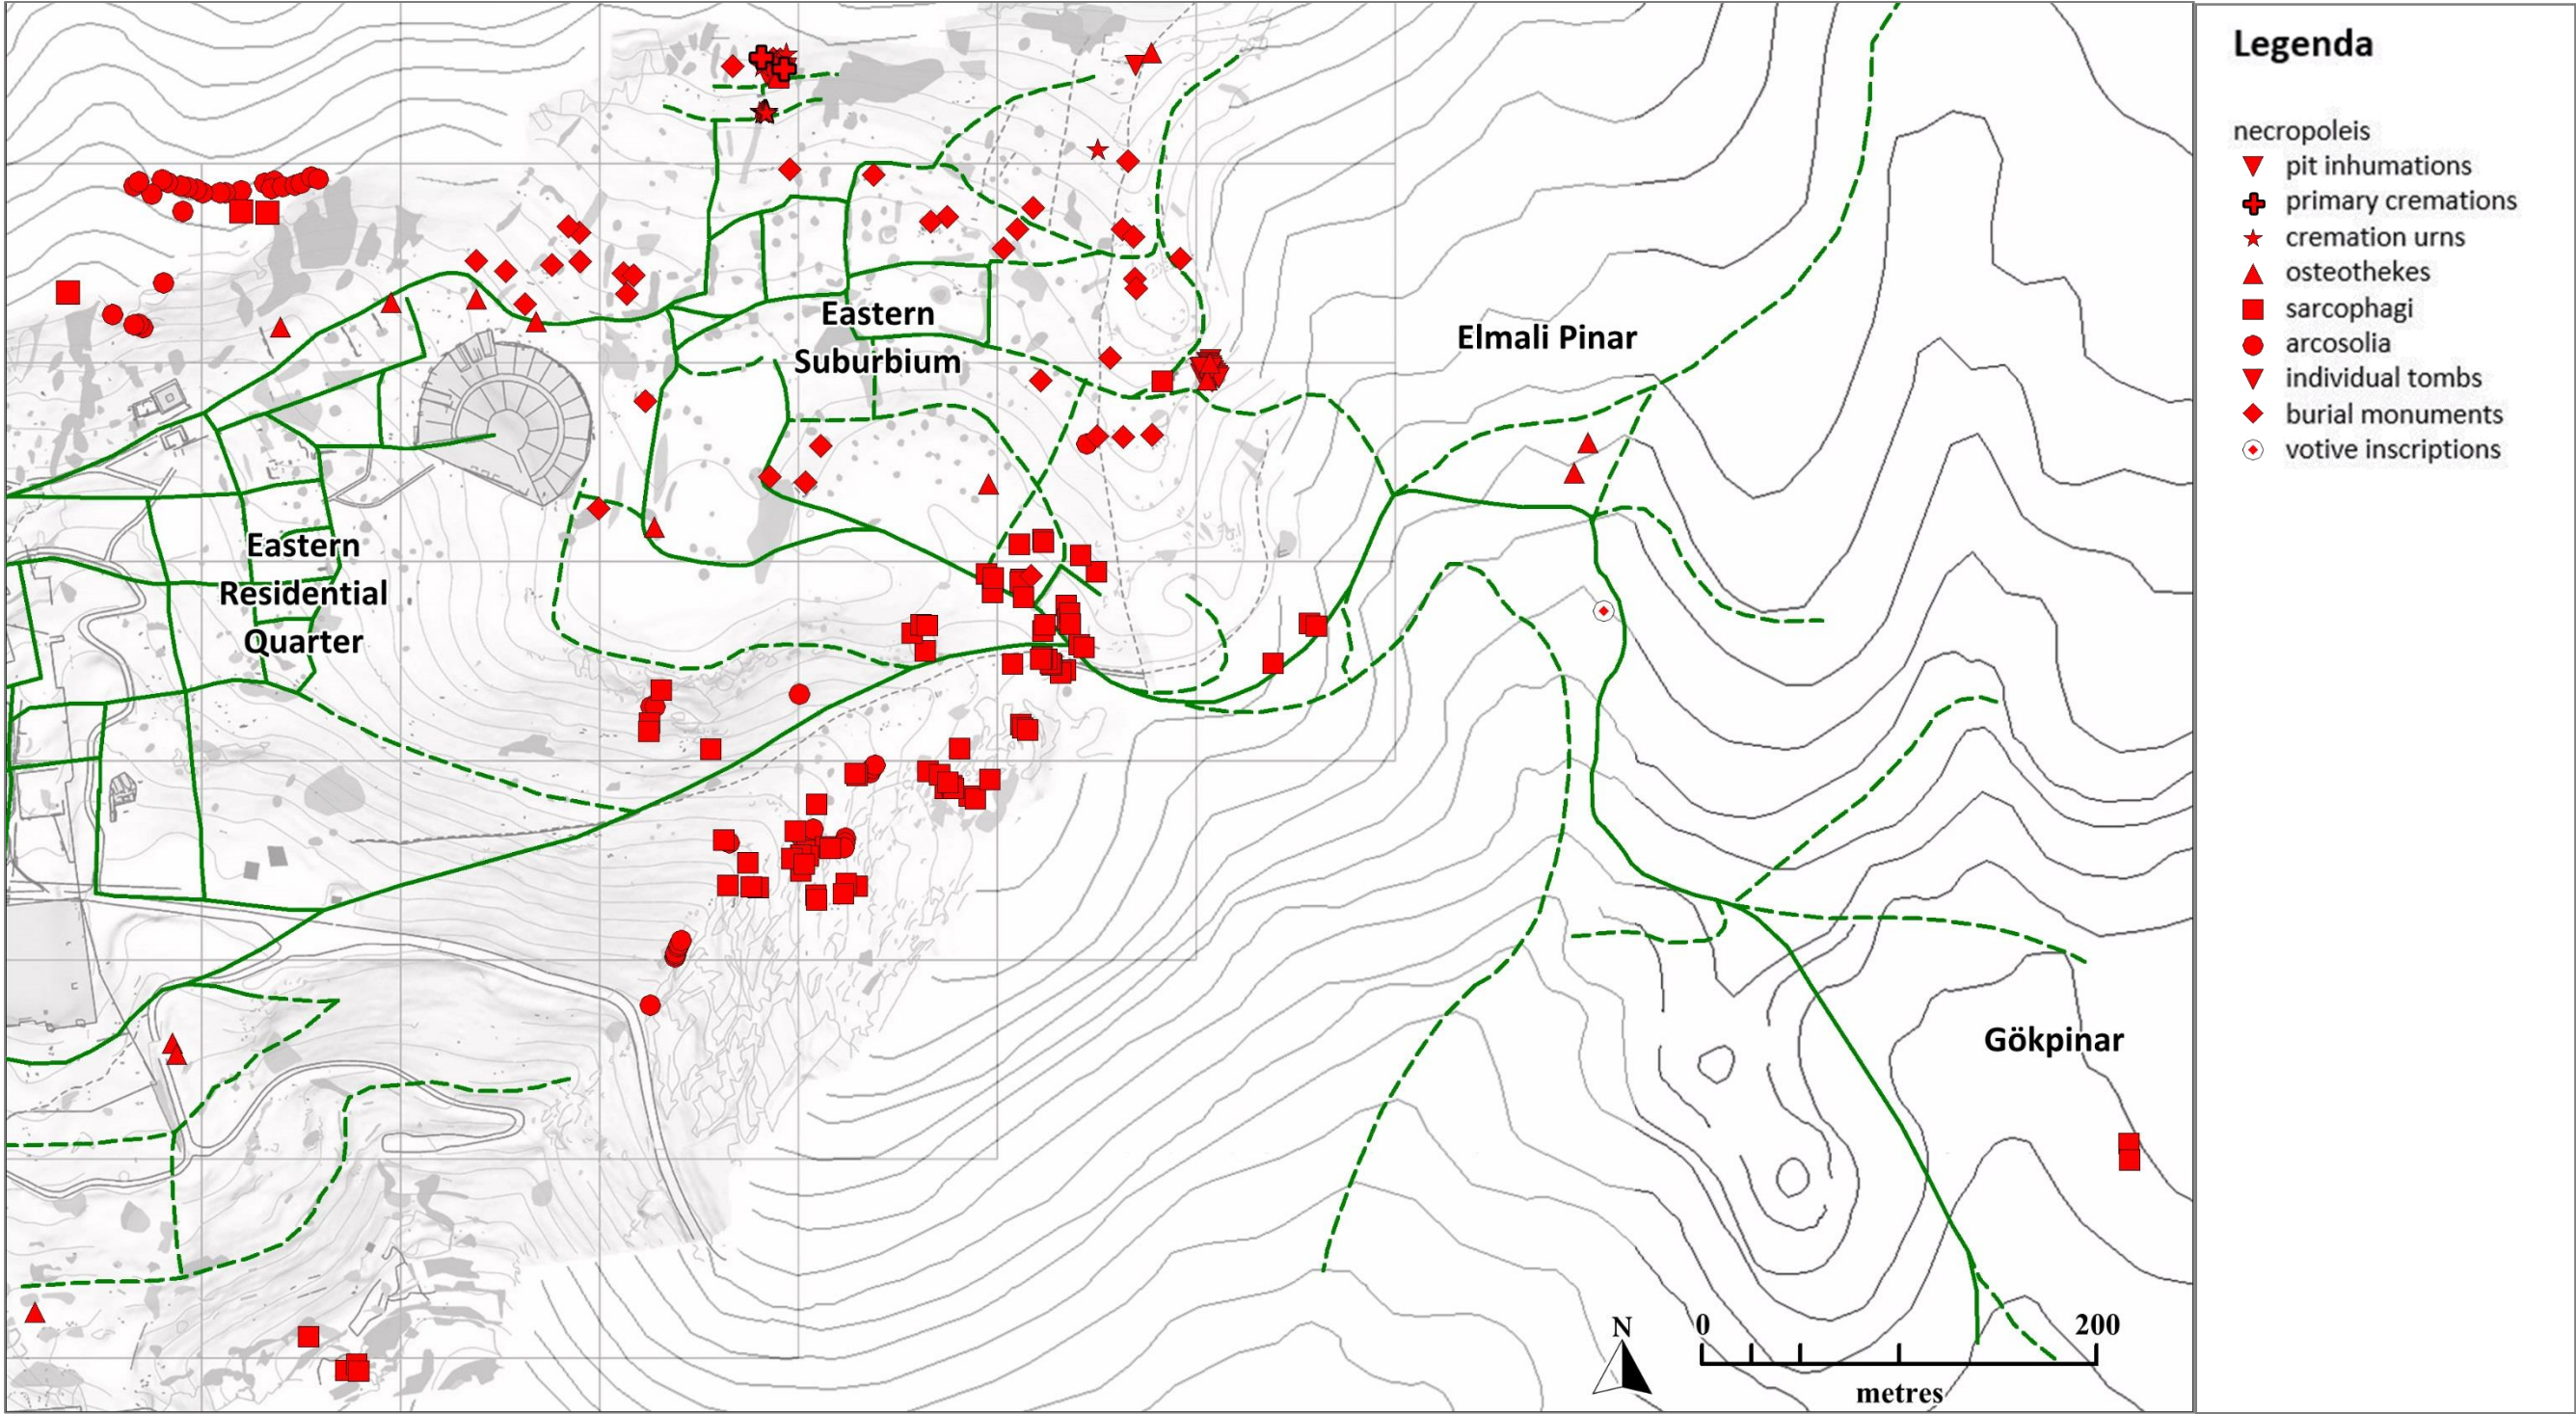 Legenda
necropoleis
pit inhumations
primary cremations
cremation urns
osteothekes
sarcophagi
arcosolia
individual tombs
burial monuments
votive inscriptions
Eastern
Suburbium
Elmali Pinar
Eastern
Residential
Quarter
Gökpinar
N
0
200
metres